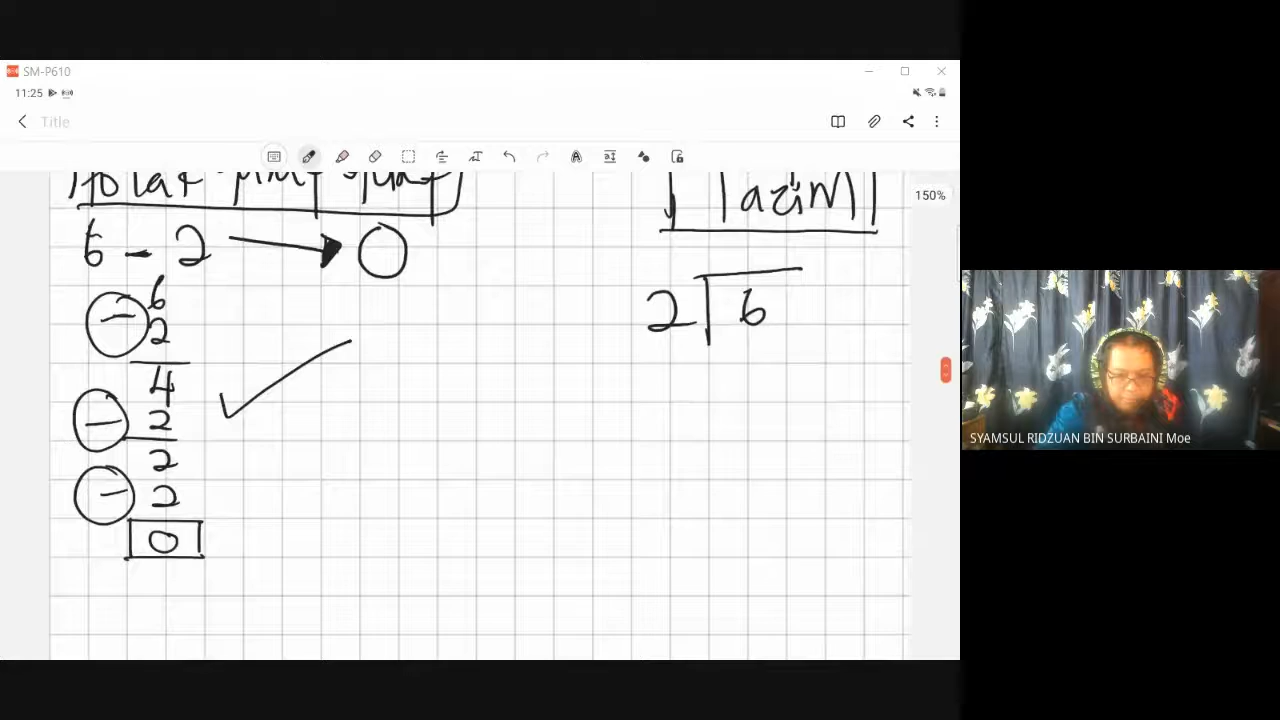 SM-P610
11:25
Title
150%
lazim
6 - 2 → 0
6
- 2
4
- 2
2
- 2
0
2 6
SYAMSUL RIDZUAN BIN SURBAINI Moe